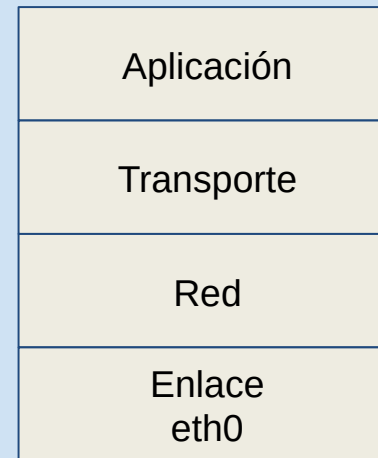 Aplicación
Transporte
Red
Enlace
eth0